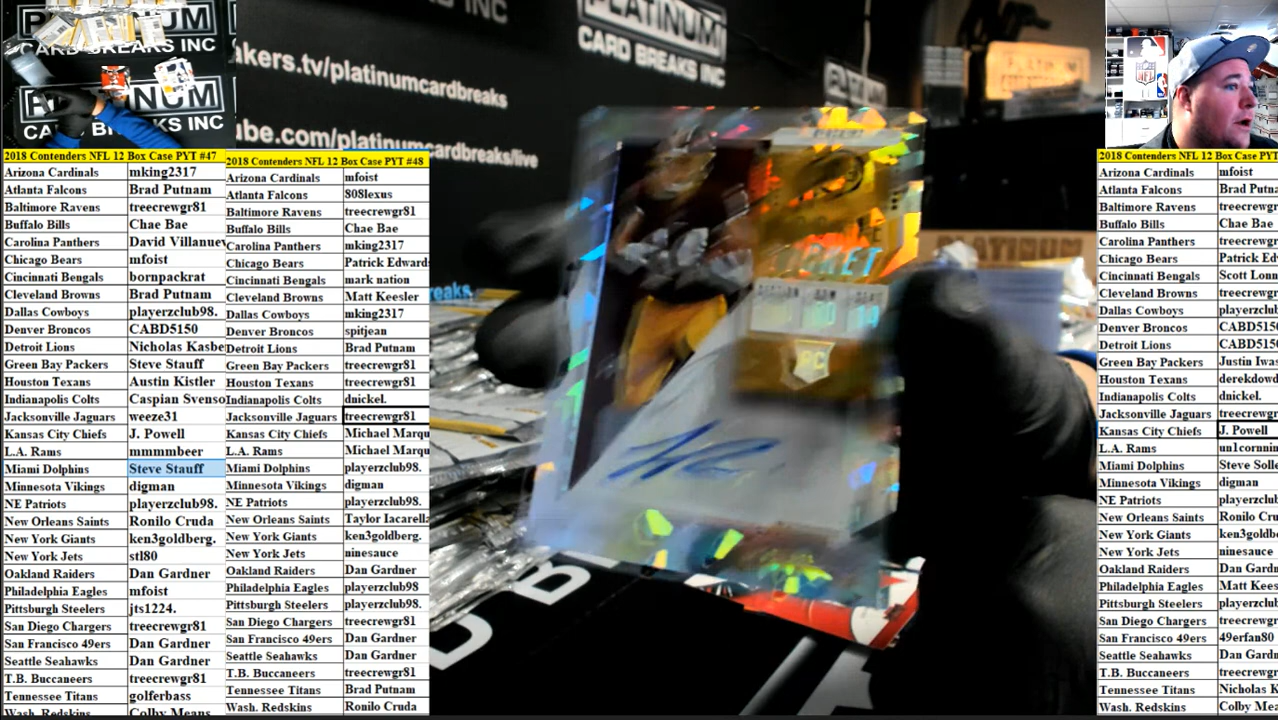 PLATINUM
CARD BREAKS INC
PLATINUM
CARD BREAKS INC
akers.tv/platinumcardbreaks
ube.com/platinumcardbreaks/live
PLATINUM
CARD BREAKS INC
TICKET
RC
2018 Contenders NFL 12 Box Case PYT #47
Arizona Cardinals mking2317
Atlanta Falcons Brad Putnam
Baltimore Ravens treecrewgr81
Buffalo Bills Chae Bae
Carolina Panthers David Villanuev
Chicago Bears mfoist
Cincinnati Bengals bornpackrat
Cleveland Browns Brad Putnam
Dallas Cowboys playerzclub98.
Denver Broncos CABD5150
Detroit Lions Nicholas Kasbe
Green Bay Packers Steve Stauff
Houston Texans Austin Kistler
Indianapolis Colts Caspian Svenso
Jacksonville Jaguars weeze31
Kansas City Chiefs J. Powell
L.A. Rams mmmmbeer
Miami Dolphins Steve Stauff
Minnesota Vikings digman
NE Patriots playerzclub98.
New Orleans Saints Ronilo Cruda
New York Giants ken3goldberg.
New York Jets stl80
Oakland Raiders Dan Gardner
Philadelphia Eagles mfoist
Pittsburgh Steelers jts1224.
San Diego Chargers treecrewgr81
San Francisco 49ers Dan Gardner
Seattle Seahawks Dan Gardner
T.B. Buccaneers treecrewgr81
Tennessee Titans golferbass
Wash. Redskins Colby Means
2018 Contenders NFL 12 Box Case PYT #48
Arizona Cardinals mfoist
Atlanta Falcons 808lexus
Baltimore Ravens treecrewgr81
Buffalo Bills Chae Bae
Carolina Panthers mking2317
Chicago Bears Patrick Edward
Cincinnati Bengals mark nation
Cleveland Browns Matt Keesler
Dallas Cowboys mking2317
Denver Broncos spitjean
Detroit Lions Brad Putnam
Green Bay Packers treecrewgr81
Houston Texans treecrewgr81
Indianapolis Colts dnickel.
Jacksonville Jaguars treecrewgr81
Kansas City Chiefs Michael Marqu
L.A. Rams Michael Marqu
Miami Dolphins playerzclub98.
Minnesota Vikings digman
NE Patriots playerzclub98.
New Orleans Saints Taylor Iacarella
New York Giants ken3goldberg.
New York Jets ninesauce
Oakland Raiders Dan Gardner
Philadelphia Eagles playerzclub98
Pittsburgh Steelers playerzclub98.
San Diego Chargers treecrewgr81
San Francisco 49ers Dan Gardner
Seattle Seahawks Dan Gardner
T.B. Buccaneers treecrewgr81
Tennessee Titans Brad Putnam
Wash. Redskins Ronilo Cruda
2018 Contenders NFL 12 Box Case PYT
Arizona Cardinals mfoist
Atlanta Falcons Brad Putna
Baltimore Ravens treecrewgr
Buffalo Bills Chae Bae
Carolina Panthers treecrewgr
Chicago Bears Patrick Ed
Cincinnati Bengals Scott Lonn
Cleveland Browns treecrewgr
Dallas Cowboys playerzclub
Denver Broncos CABD5150
Detroit Lions CABD5150
Green Bay Packers Justin Iwas
Houston Texans derekdowd
Indianapolis Colts dnickel.
Jacksonville Jaguars treecrewgr
Kansas City Chiefs J. Powell
L.A. Rams un1cornnin
Miami Dolphins Steve Solle
Minnesota Vikings digman
NE Patriots playerzclub
New Orleans Saints Ronilo Cru
New York Giants ken3goldb
New York Jets ninesauce
Oakland Raiders Dan Gardn
Philadelphia Eagles Matt Kees
Pittsburgh Steelers playerzclub
San Diego Chargers treecrewgr
San Francisco 49ers 49erfan80
Seattle Seahawks Dan Gardn
T.B. Buccaneers treecrewgr
Tennessee Titans Nicholas K
Wash. Redskins Colby Mea